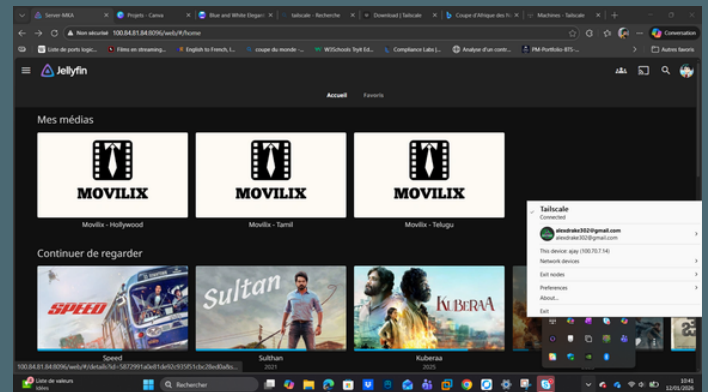 Server-MKA
Projets - Canva
Blue and White Elegant
tailscale - Recherche
Download | Tailscale
Coupe d'Afrique des
Machines - Tailscale
Non sécurisé 100.84.81.84:8096/web/#/home
Conversation
Liste de ports logic...
Films en streaming...
English to French, I...
coupe du monde -...
W3Schools Tryit Ed...
Compliance Labs |...
Analyse d'un contr...
PM-Portfolio-BTS-...
Autres favoris
Jellyfin
Accueil Favoris
Mes médias
MOVILIX
MOVILIX
MOVILIX
Movilix - Hollywood
Movilix - Tamil
Movilix - Telugu
Continuer de regarder
SPEED
Sultan
KUBERAA
Speed
Sulthan
2021
Kuberaa
2025
Tailscale
Connected
alexdrake302@gmail.com
alexdrake302@gmail.com
This device: ajay (100.70.7.14)
Network devices
Exit nodes
Preferences
About...
Exit
Liste de valeurs
Idées
Rechercher
10:41
12/01/2026